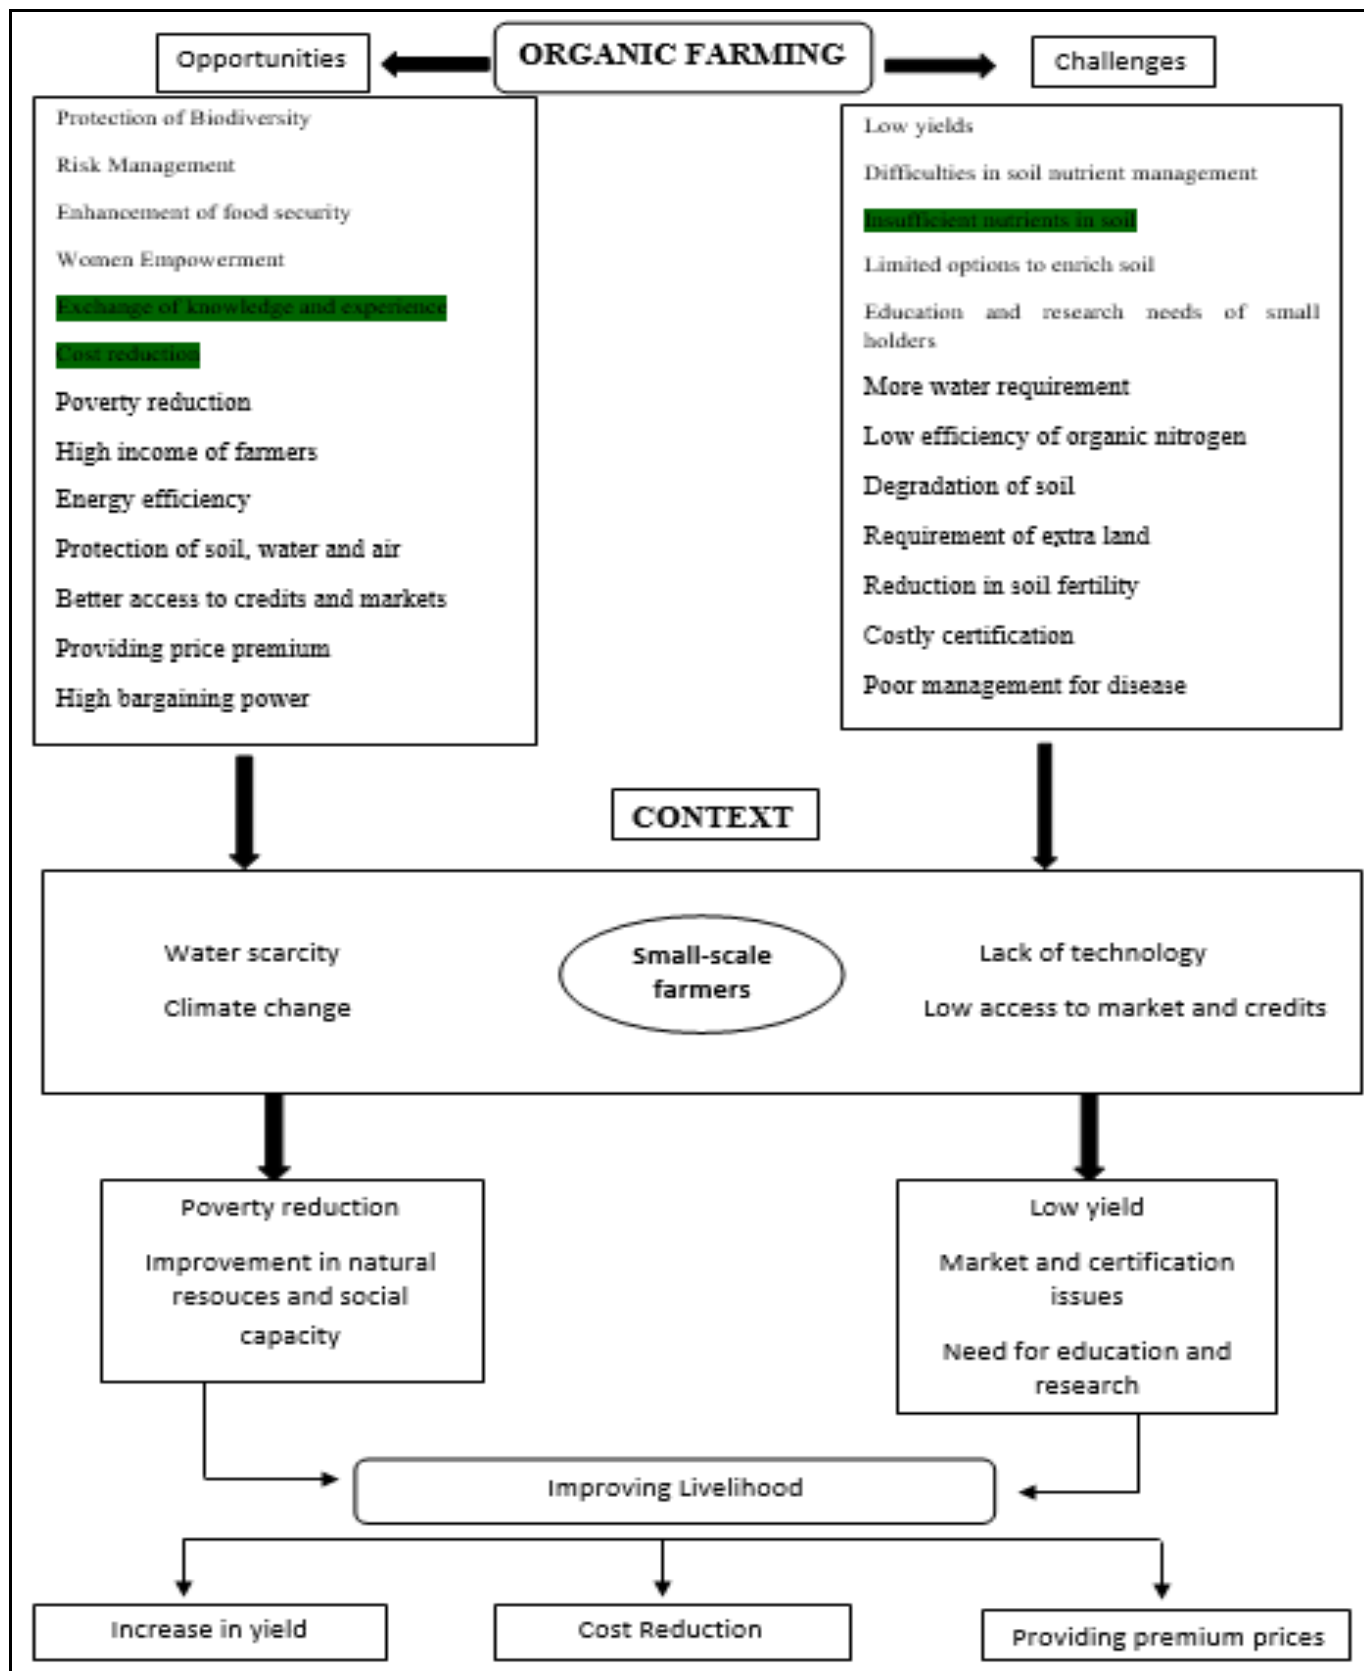 ORGANIC FARMING
Opportunities
Challenges
Protection of Biodiversity
Risk Management
Enhancement of food security
Women Empowerment
Exchange of knowledge and experience
Cost reduction
Poverty reduction
High income of farmers
Energy efficiency
Protection of soil, water and air
Better access to credits and markets
Providing price premium
High bargaining power
Low yields
Difficulties in soil nutrient management
Insufficient nutrients in soil
Limited options to enrich soil
Education and research needs of small
holders
More water requirement
Low efficiency of organic nitrogen
Degradation of soil
Requirement of extra land
Reduction in soil fertility
Costly certification
Poor management for disease
CONTEXT
Water scarcity
Climate change
Small-scale
farmers
Lack of technology
Low access to market and credits
Poverty reduction
Improvement in natural
resouces and social
capacity
Low yield
Market and certification
issues
Need for education and
research
Improving Livelihood
Increase in yield
Cost Reduction
Providing premium prices